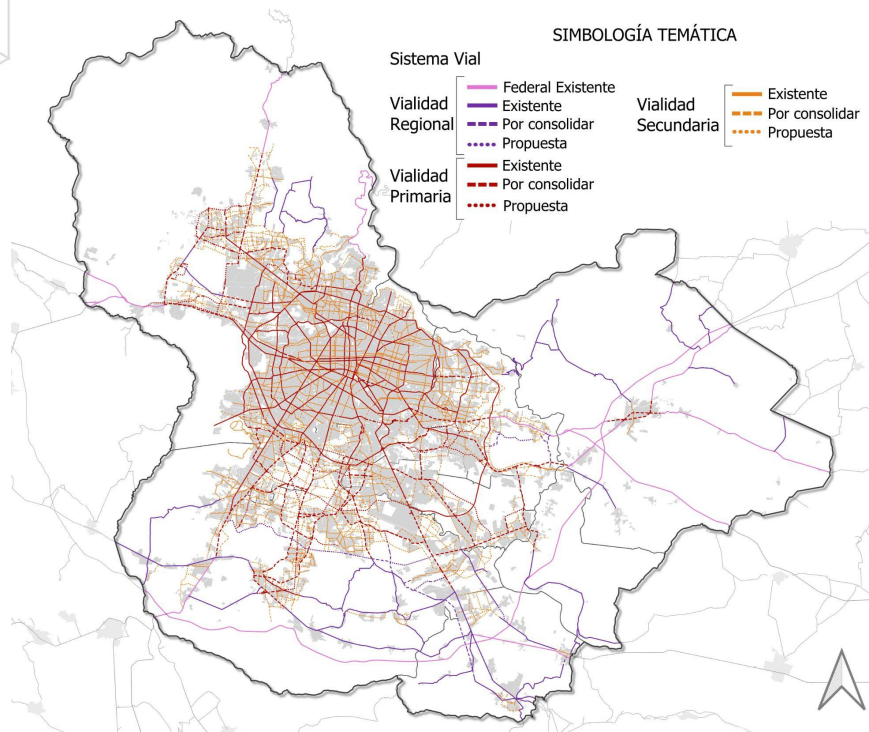 SIMBOLOGÍA TEMÁTICA
Sistema Vial
Vialidad
Regional
Federal Existente
Existente
Por consolidar
Propuesta
Vialidad
Primaria
Existente
Por consolidar
Propuesta
Vialidad
Secundaria
Existente
Por consolidar
Propuesta